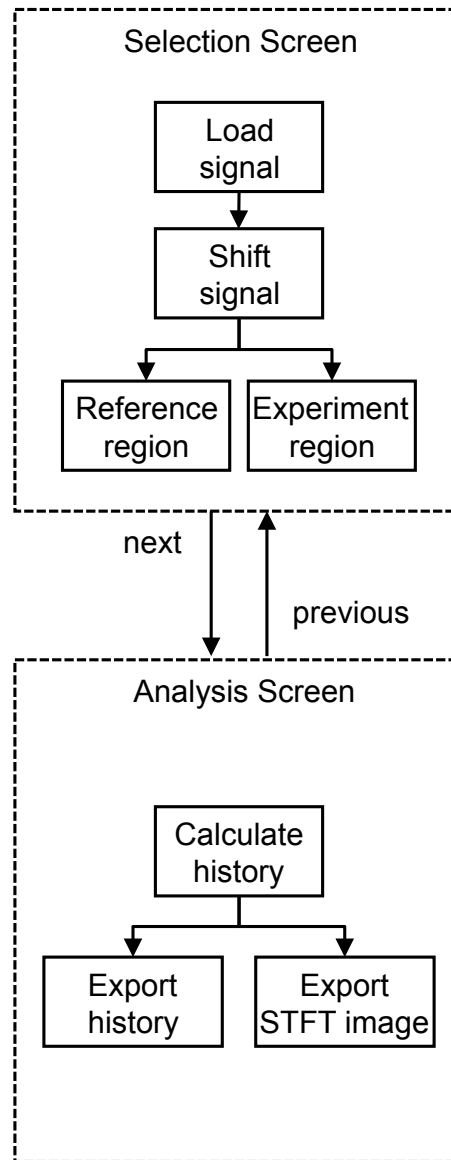 Selection Screen
Load
signal
Shift
signal
Reference
region
Experiment
region
next
previous
Analysis Screen
Calculate
history
Export
history
Export
STFT image